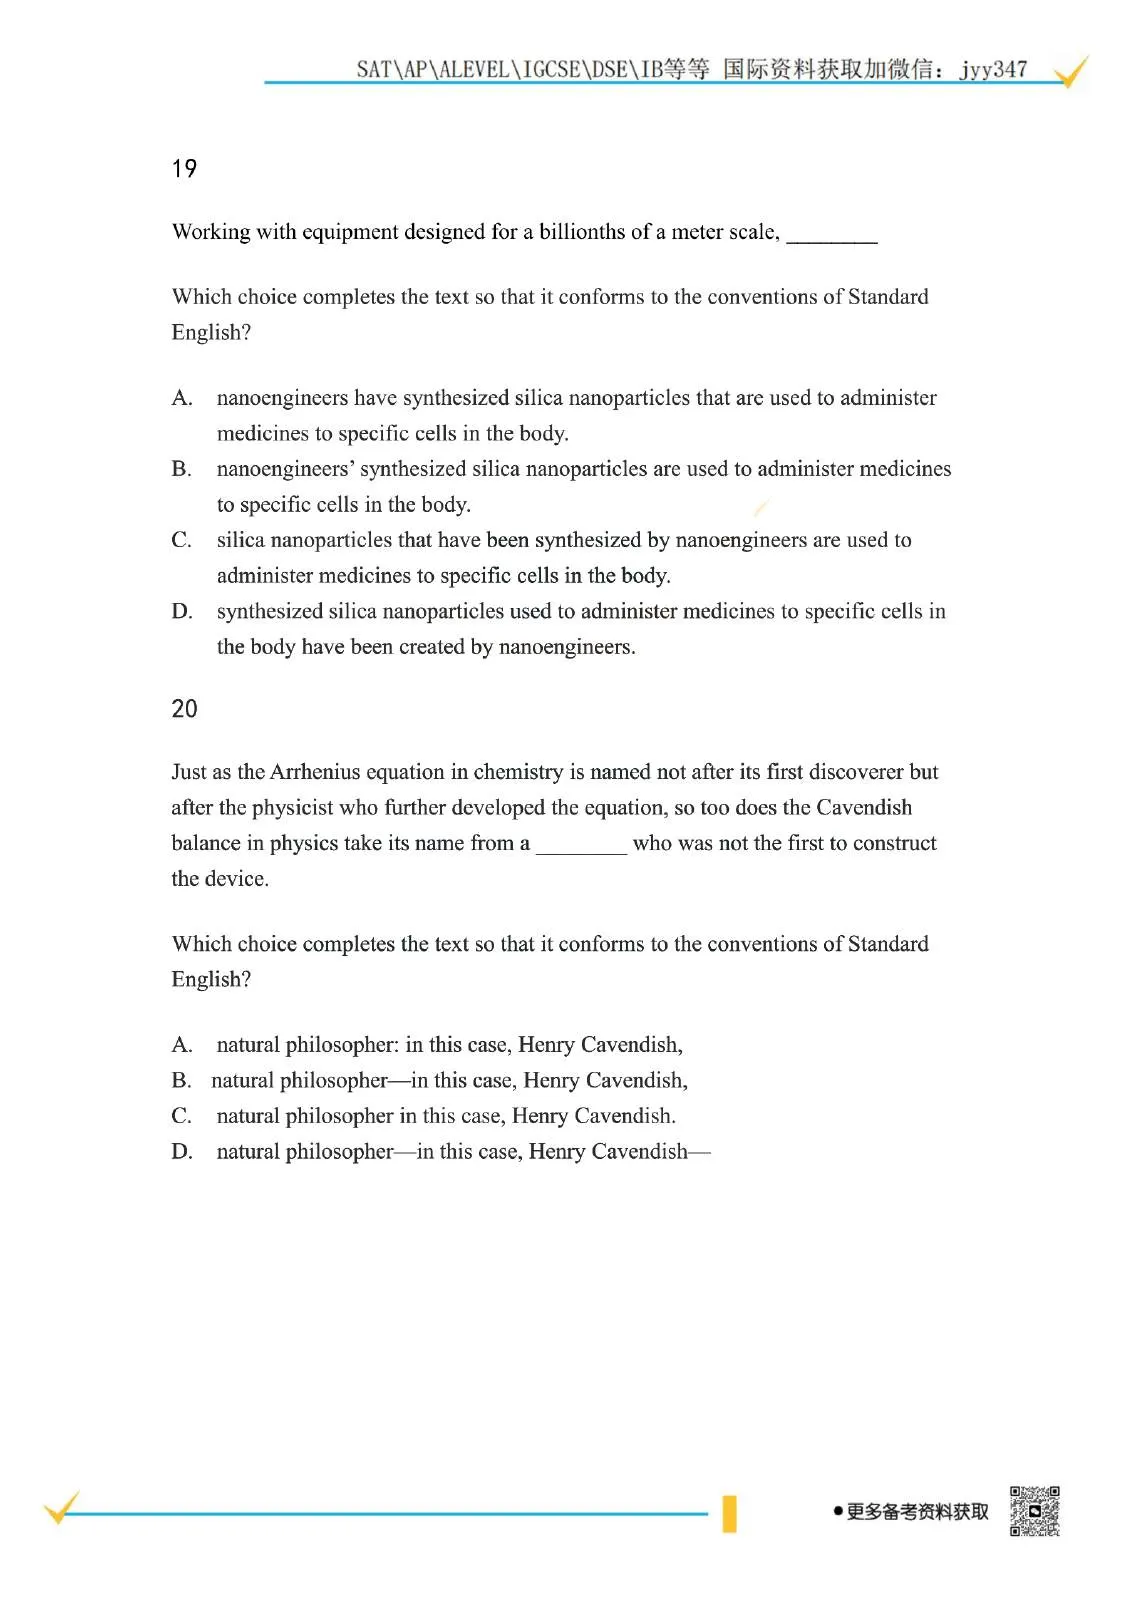 SAT\AP\ALEVEL\IGCSE\DSE\IB等等 国际资料获取加微信：jyy347
19
Working with equipment designed for a billionths of a meter scale, ________
Which choice completes the text so that it conforms to the conventions of Standard
English?
A. nanoengineers have synthesized silica nanoparticles that are used to administer
medicines to specific cells in the body.
B. nanoengineers’ synthesized silica nanoparticles are used to administer medicines
to specific cells in the body.
C. silica nanoparticles that have been synthesized by nanoengineers are used to
administer medicines to specific cells in the body.
D. synthesized silica nanoparticles used to administer medicines to specific cells in
the body have been created by nanoengineers.
20
Just as the Arrhenius equation in chemistry is named not after its first discoverer but
after the physicist who further developed the equation, so too does the Cavendish
balance in physics take its name from a ________ who was not the first to construct
the device.
Which choice completes the text so that it conforms to the conventions of Standard
English?
A. natural philosopher: in this case, Henry Cavendish,
B. natural philosopher—in this case, Henry Cavendish,
C. natural philosopher in this case, Henry Cavendish.
D. natural philosopher—in this case, Henry Cavendish—
●更多备考资料获取